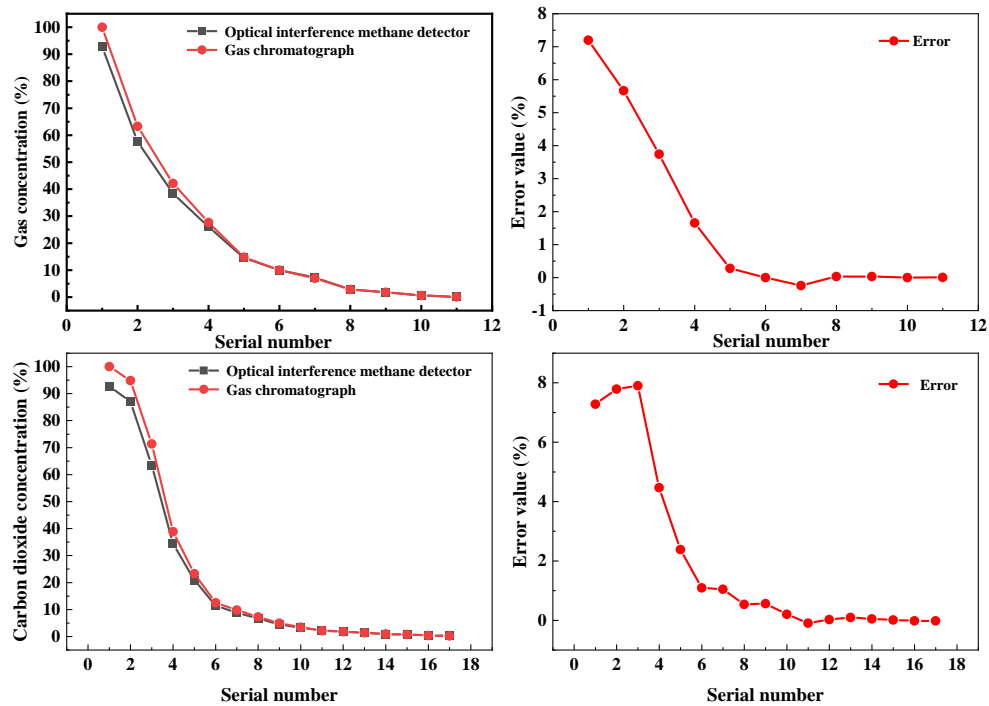 Gas concentration (%)
100
90
80
70
60
50
40
30
20
10
0
Optical interference methane detector
Gas chromatograph
0 2 4 6 8 10 12
Serial number
Error value (%)
8
7
6
5
4
3
2
1
0
-1
Error
0 2 4 6 8 10 12
Serial number
Carbon dioxide concentration (%)
100
90
80
70
60
50
40
30
20
10
0
Optical interference methane detector
Gas chromatograph
0 2 4 6 8 10 12 14 16 18
Serial number
Error value (%)
8
6
4
2
0
Error
0 2 4 6 8 10 12 14 16 18
Serial number